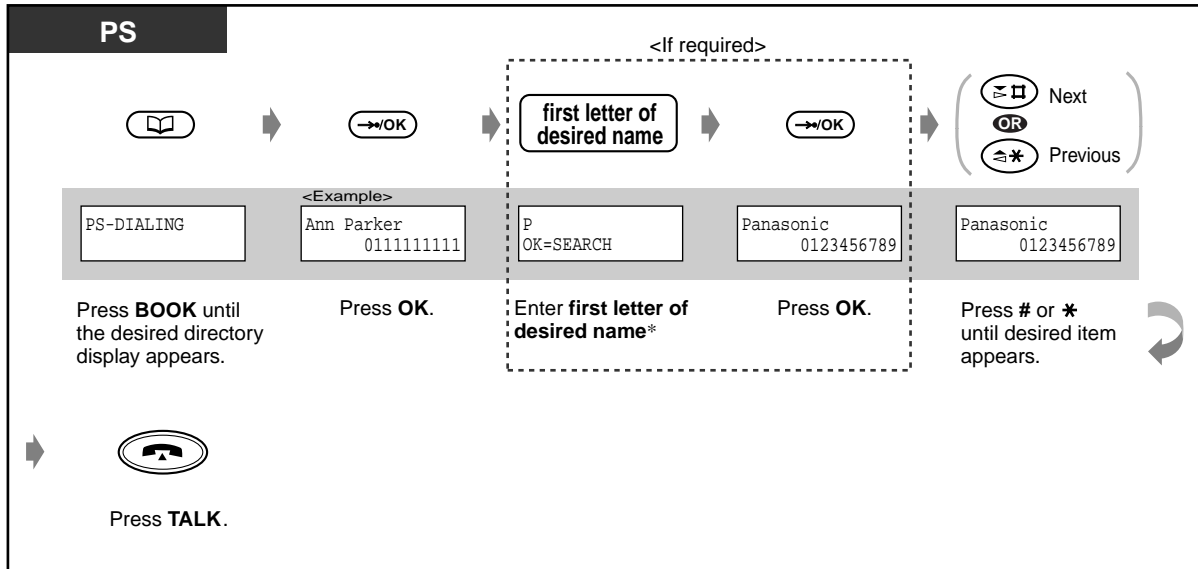 PS
<If required>
→/OK
first letter of
desired name
→/OK
Next
OR
Previous
<Example>
PS-DIALING
Ann Parker
0111111111
P
OK=SEARCH
Panasonic
0123456789
Panasonic
0123456789
Press BOOK until
the desired directory
display appears.
Press OK.
Enter first letter of
desired name*
Press OK.
Press # or *
until desired item
appears.
Press TALK.